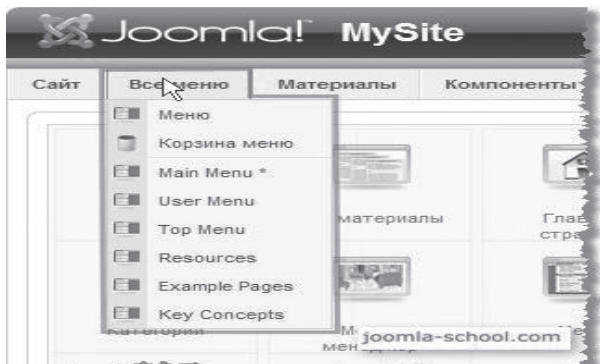 Joomla! MySite
Сайт Все меню Материалы Компоненты
Меню
Корзина меню
Main Menu *
User Menu
Top Menu
Resources
Example Pages
Key Concepts
материалы
joomla-school.com